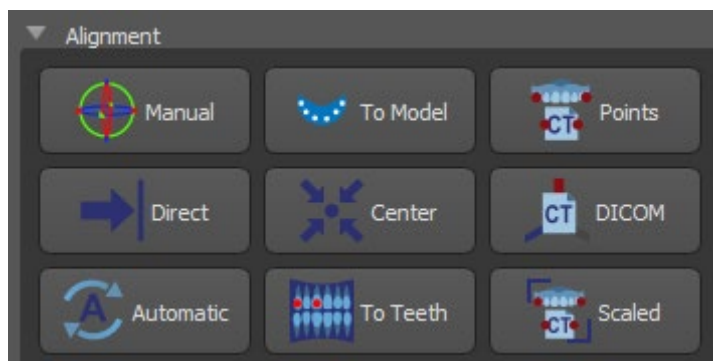 Alignment
Manual
To Model
CT
Points
Direct
Center
CT
DICOM
A
Automatic
To Teeth
CT
Scaled